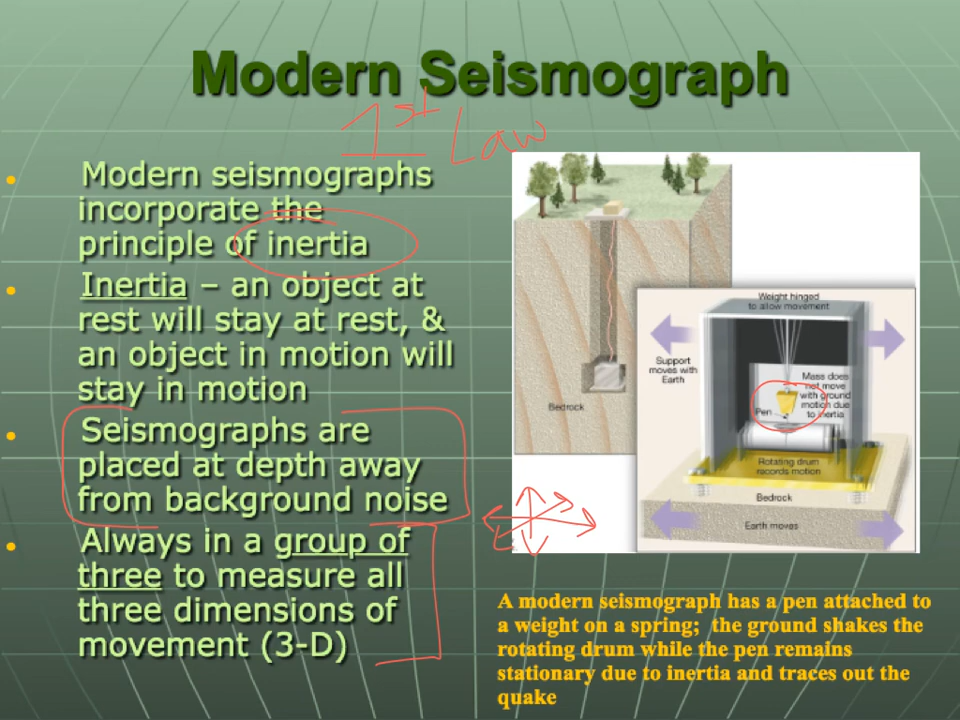 Modern Seismograph
1st Law
Modern seismographs
incorporate the
principle of inertia
Inertia – an object at
rest will stay at rest, &
an object in motion will
stay in motion
Seismographs are
placed at depth away
from background noise
Always in a group of
three to measure all
three dimensions of
movement (3-D)
Bedrock
Weight hinged
to allow movement
Support
moves with
Earth
Mass does
not move
with ground
motion due
to inertia
Pen
Rotating drum
records motion
Bedrock
Earth moves
A modern seismograph has a pen attached to
a weight on a spring; the ground shakes the
rotating drum while the pen remains
stationary due to inertia and traces out the
quake